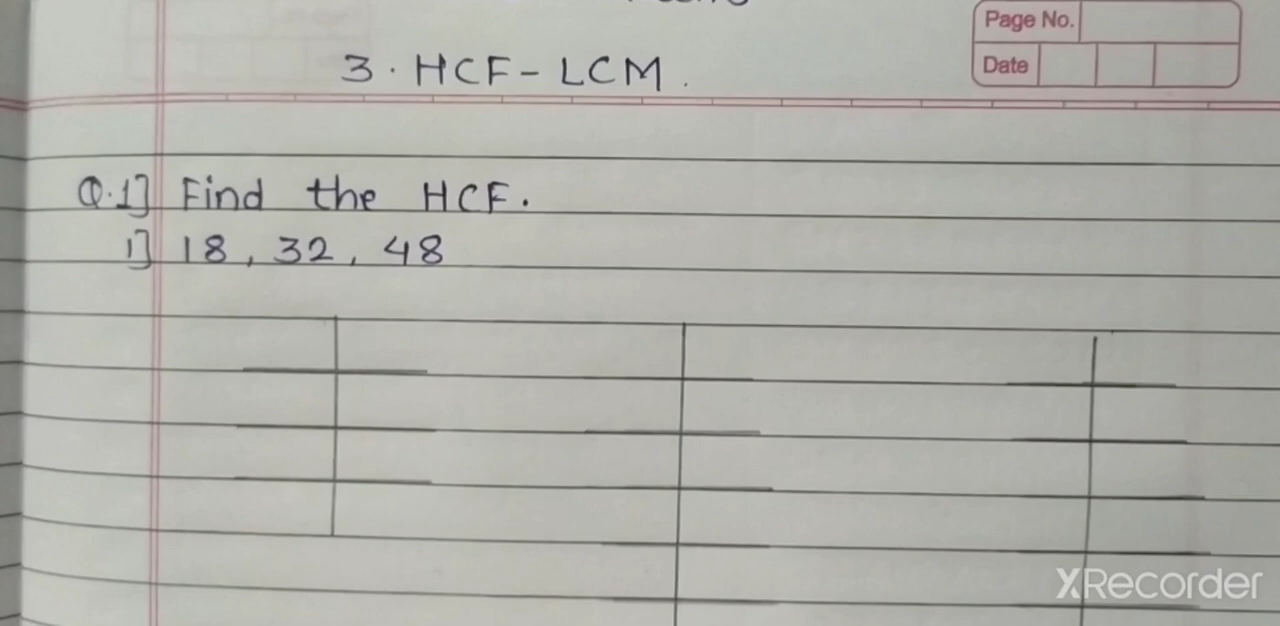 Page No.
Date
3. HCF - LCM.
Q.1] Find the HCF.
1] 18, 32, 48
XRecorder